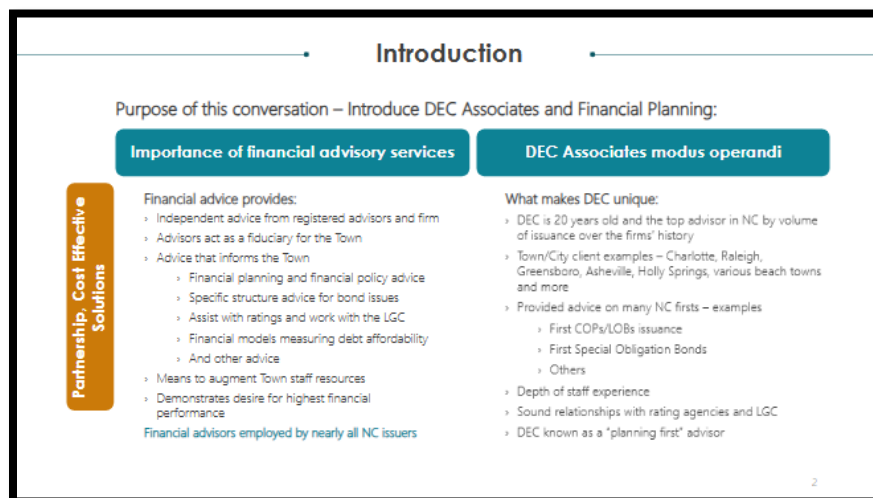 Introduction
Purpose of this conversation – Introduce DEC Associates and Financial Planning:
Importance of financial advisory services
DEC Associates modus operandi
Partnership, Cost Effective
Solutions
Financial advice provides:
› Independent advice from registered advisors and firm
› Advisors act as a fiduciary for the Town
› Advice that informs the Town
› Financial planning and financial policy advice
› Specific structure advice for bond issues
› Assist with ratings and work with the LGC
› Financial models measuring debt affordability
› And other advice
› Means to augment Town staff resources
› Demonstrates desire for highest financial
performance
Financial advisors employed by nearly all NC issuers
What makes DEC unique:
› DEC is 20 years old and the top advisor in NC by volume
of issuance over the firms' history
› Town/City client examples – Charlotte, Raleigh,
Greensboro, Asheville, Holly Springs, various beach towns
and more
› Provided advice on many NC firsts – examples
› First COPs/LOBs issuance
› First Special Obligation Bonds
› Others
› Depth of staff experience
› Sound relationships with rating agencies and LGC
› DEC known as a "planning first" advisor
2